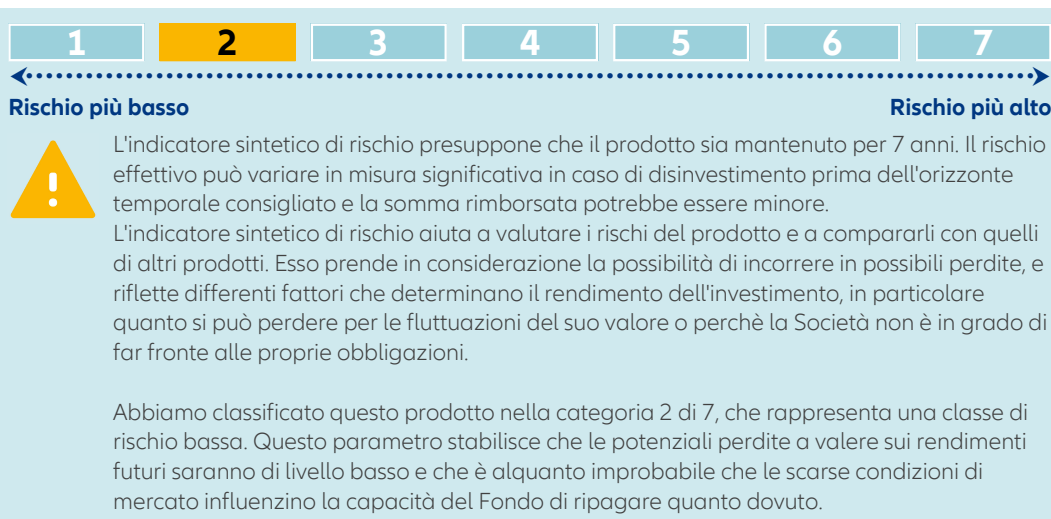 1 2 3 4 5 6 7
Rischio più basso Rischio più alto
L'indicatore sintetico di rischio presuppone che il prodotto sia mantenuto per 7 anni. Il rischio
effettivo può variare in misura significativa in caso di disinvestimento prima dell'orizzonte
temporale consigliato e la somma rimborsata potrebbe essere minore.
L'indicatore sintetico di rischio aiuta a valutare i rischi del prodotto e a compararli con quelli
di altri prodotti. Esso prende in considerazione la possibilità di incorrere in possibili perdite, e
riflette differenti fattori che determinano il rendimento dell'investimento, in particolare
quanto si può perdere per le fluttuazioni del suo valore o perchè la Società non è in grado di
far fronte alle proprie obbligazioni.
Abbiamo classificato questo prodotto nella categoria 2 di 7, che rappresenta una classe di
rischio bassa. Questo parametro stabilisce che le potenziali perdite a valere sui rendimenti
futuri saranno di livello basso e che è alquanto improbabile che le scarse condizioni di
mercato influenzino la capacità del Fondo di ripagare quanto dovuto.